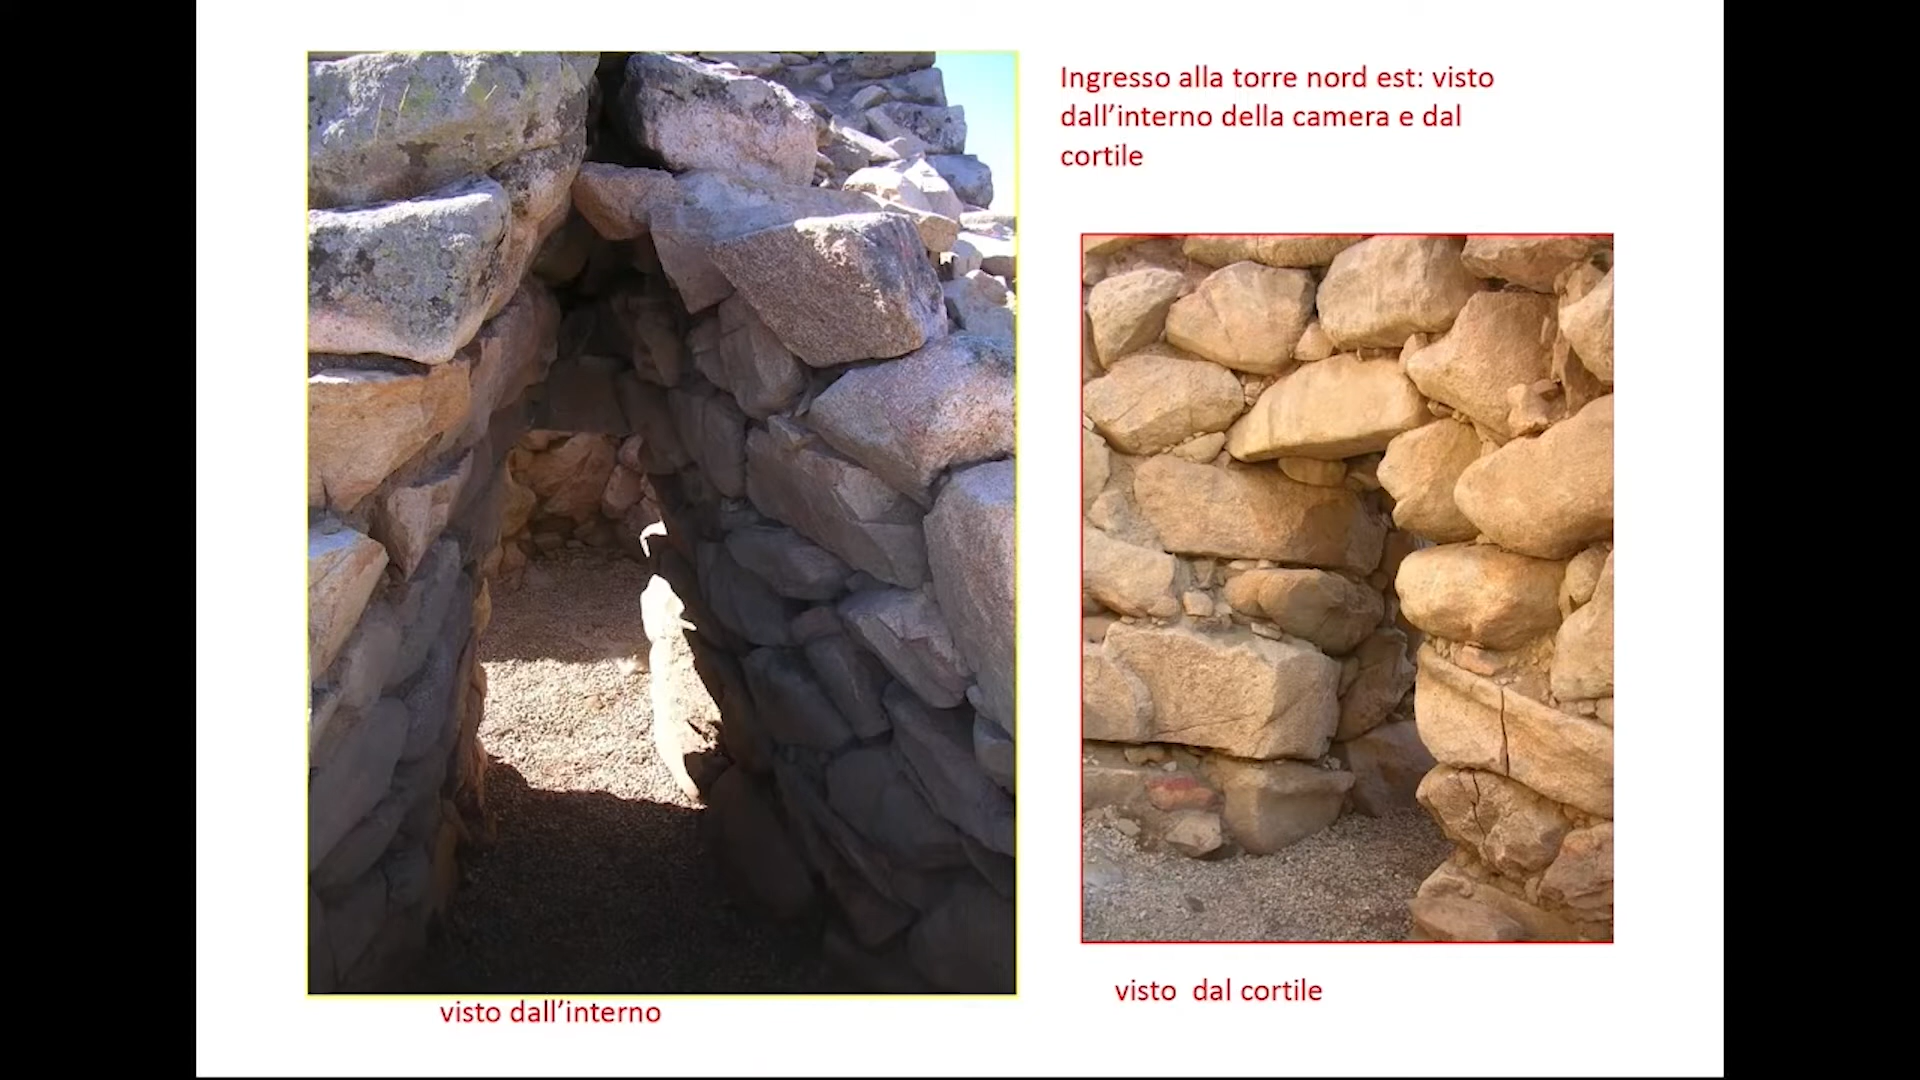 Ingresso alla torre nord est: visto
dall’interno della camera e dal
cortile
visto dall’interno
visto  dal cortile